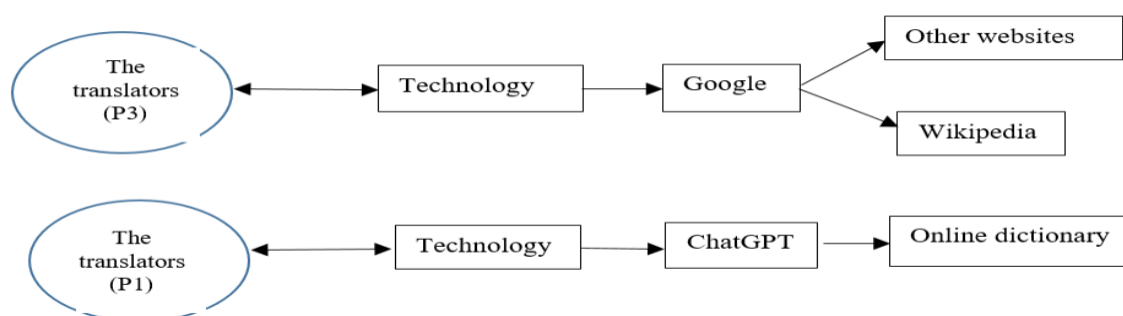 The
translators
(P3)
Technology
Google
Other websites
Wikipedia
The
translators
(P1)
Technology
ChatGPT
Online dictionary